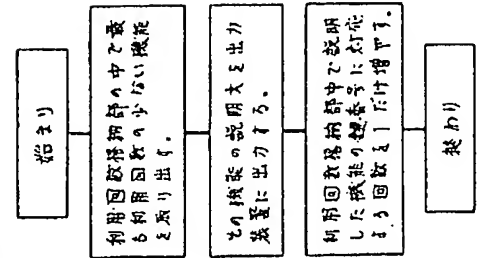 始まり
利用回数格納部の中で最
も利用回数の少ない機能
を取り出す。
その機能の説明文を出力
装置に出力する。
利用回数格納部中で説明
した機能の機番号に対応
する回数を1だけ増やす。
終わり